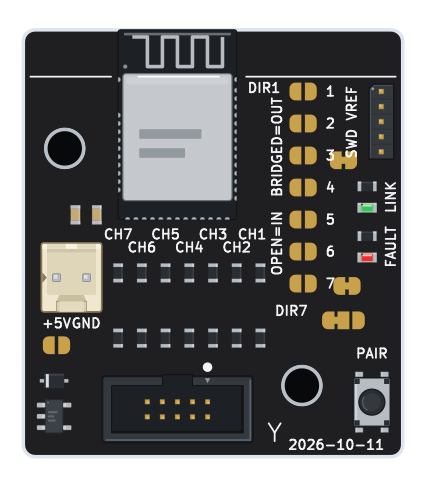 DIR1
1
2
3
4
5
6
7
BRIDGED=OUT
OPEN=IN
DIR7
SWD VREF
LINK
FAULT
CH7 CH5 CH3 CH1
CH6 CH4 CH2
+5VGND
PAIR
Y
2026-10-11